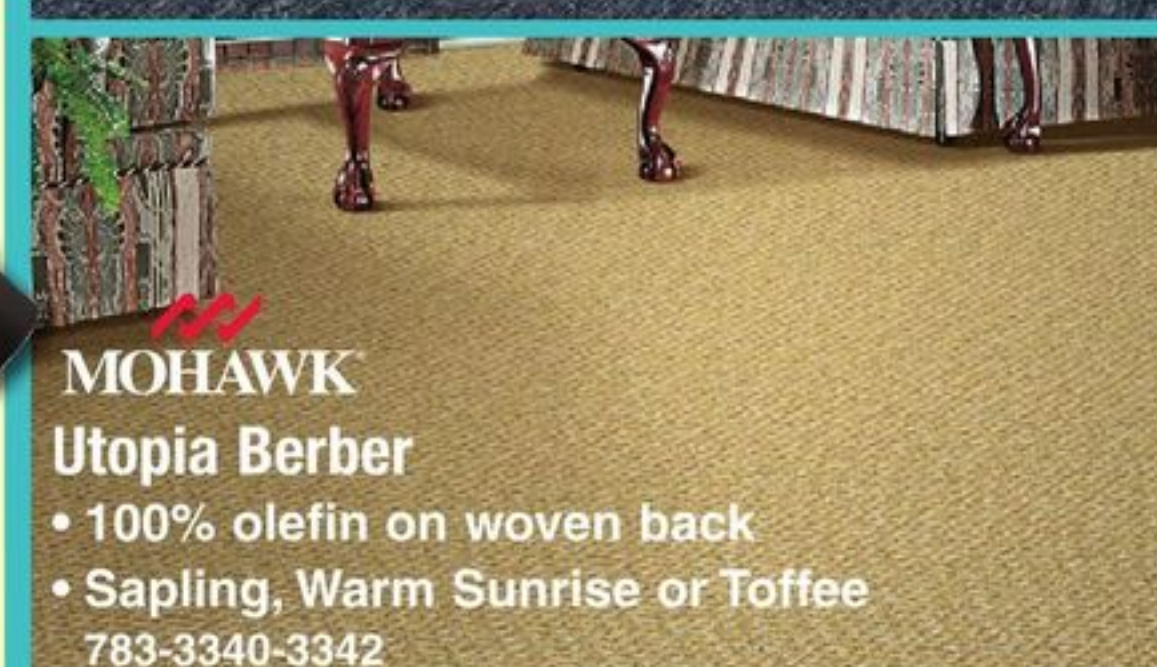 MOHAWK
Utopia Berber
• 100% olefin on woven back
• Sapling, Warm Sunrise or Toffee
783-3340-3342